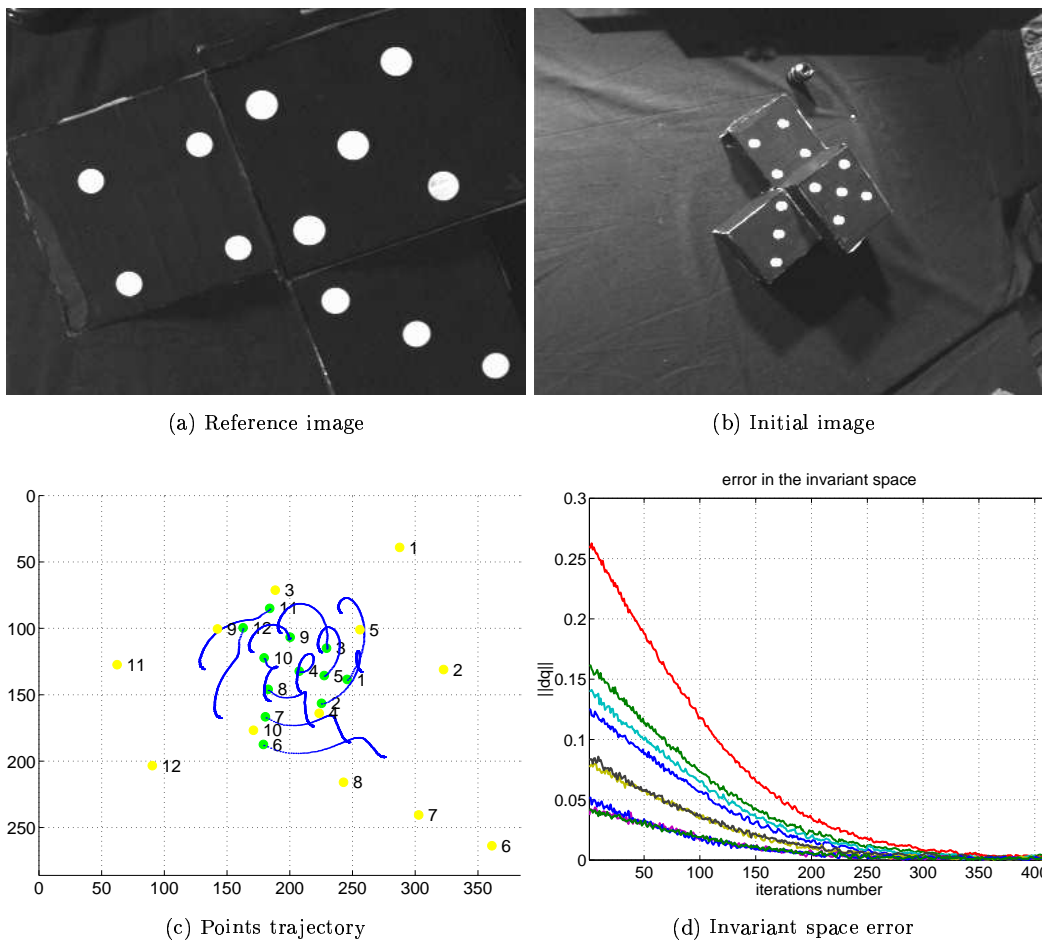 (a) Reference image
(b) Initial image
0
50
100
150
200
250
0 50 100 150 200 250 300 350
1
3
11
9 12 9 3 5
11 10 4 5 1 2
8 2
7 4
10
6
12 8
7
6
(c) Points trajectory
error in the invariant space
0.3
0.25
0.2
0.15
0.1
0.05
0
||dq||
50 100 150 200 250 300 350
iterations number
(d) Invariant space error